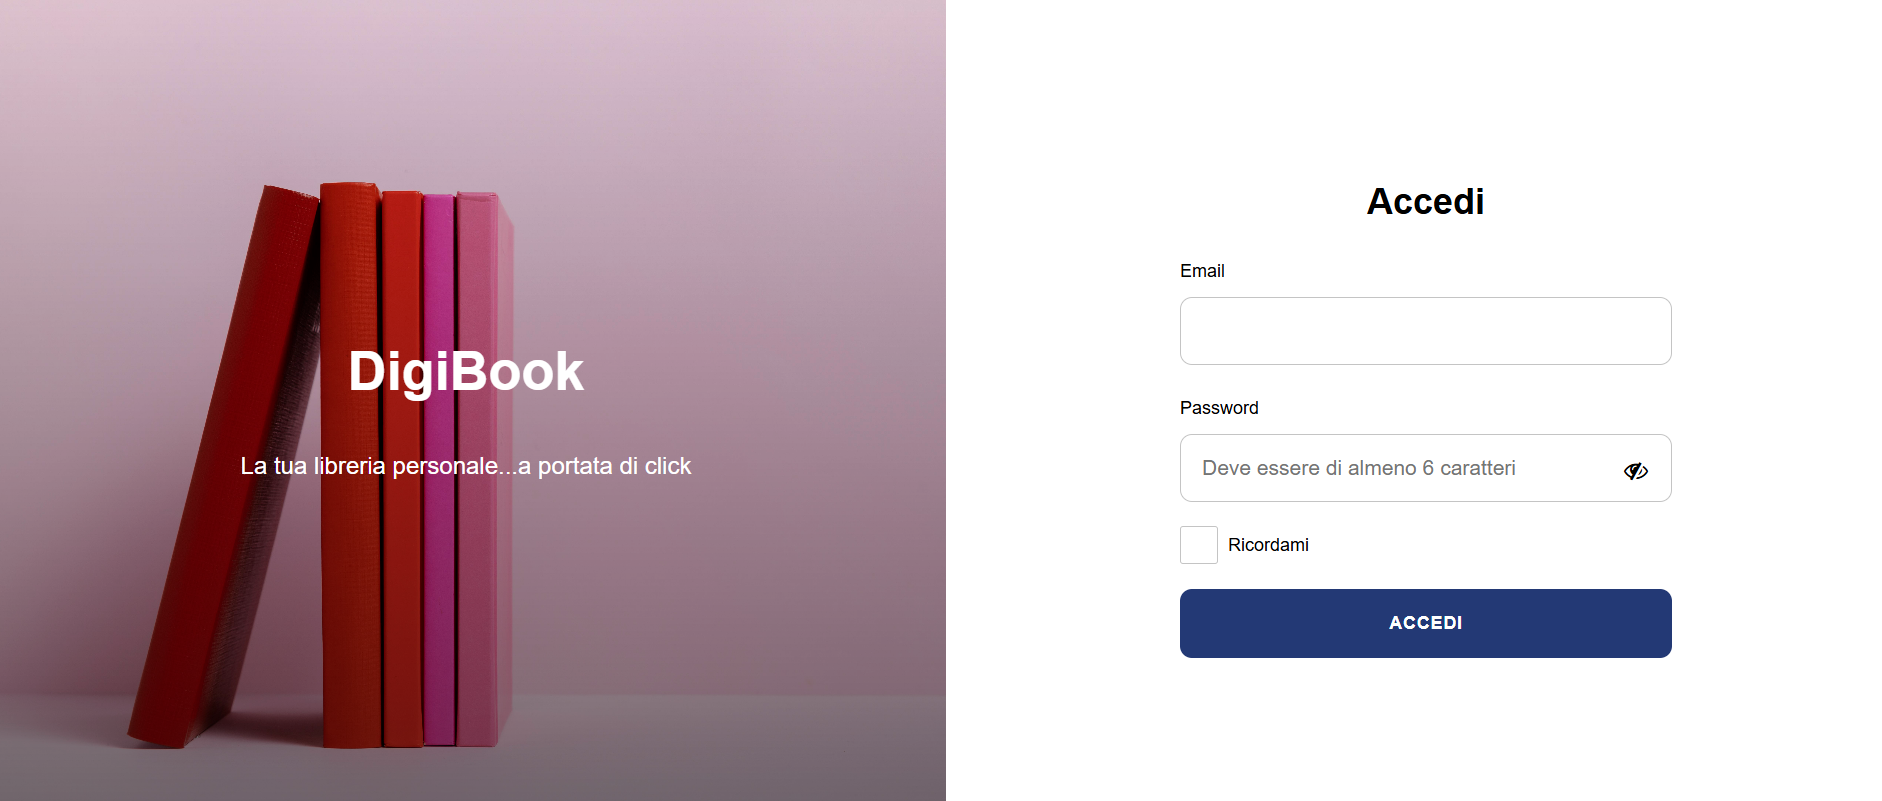 DigiBook
La tua libreria personale...a portata di click
Accedi
Email
Password
Deve essere di almeno 6 caratteri
Ricordami
ACCEDI